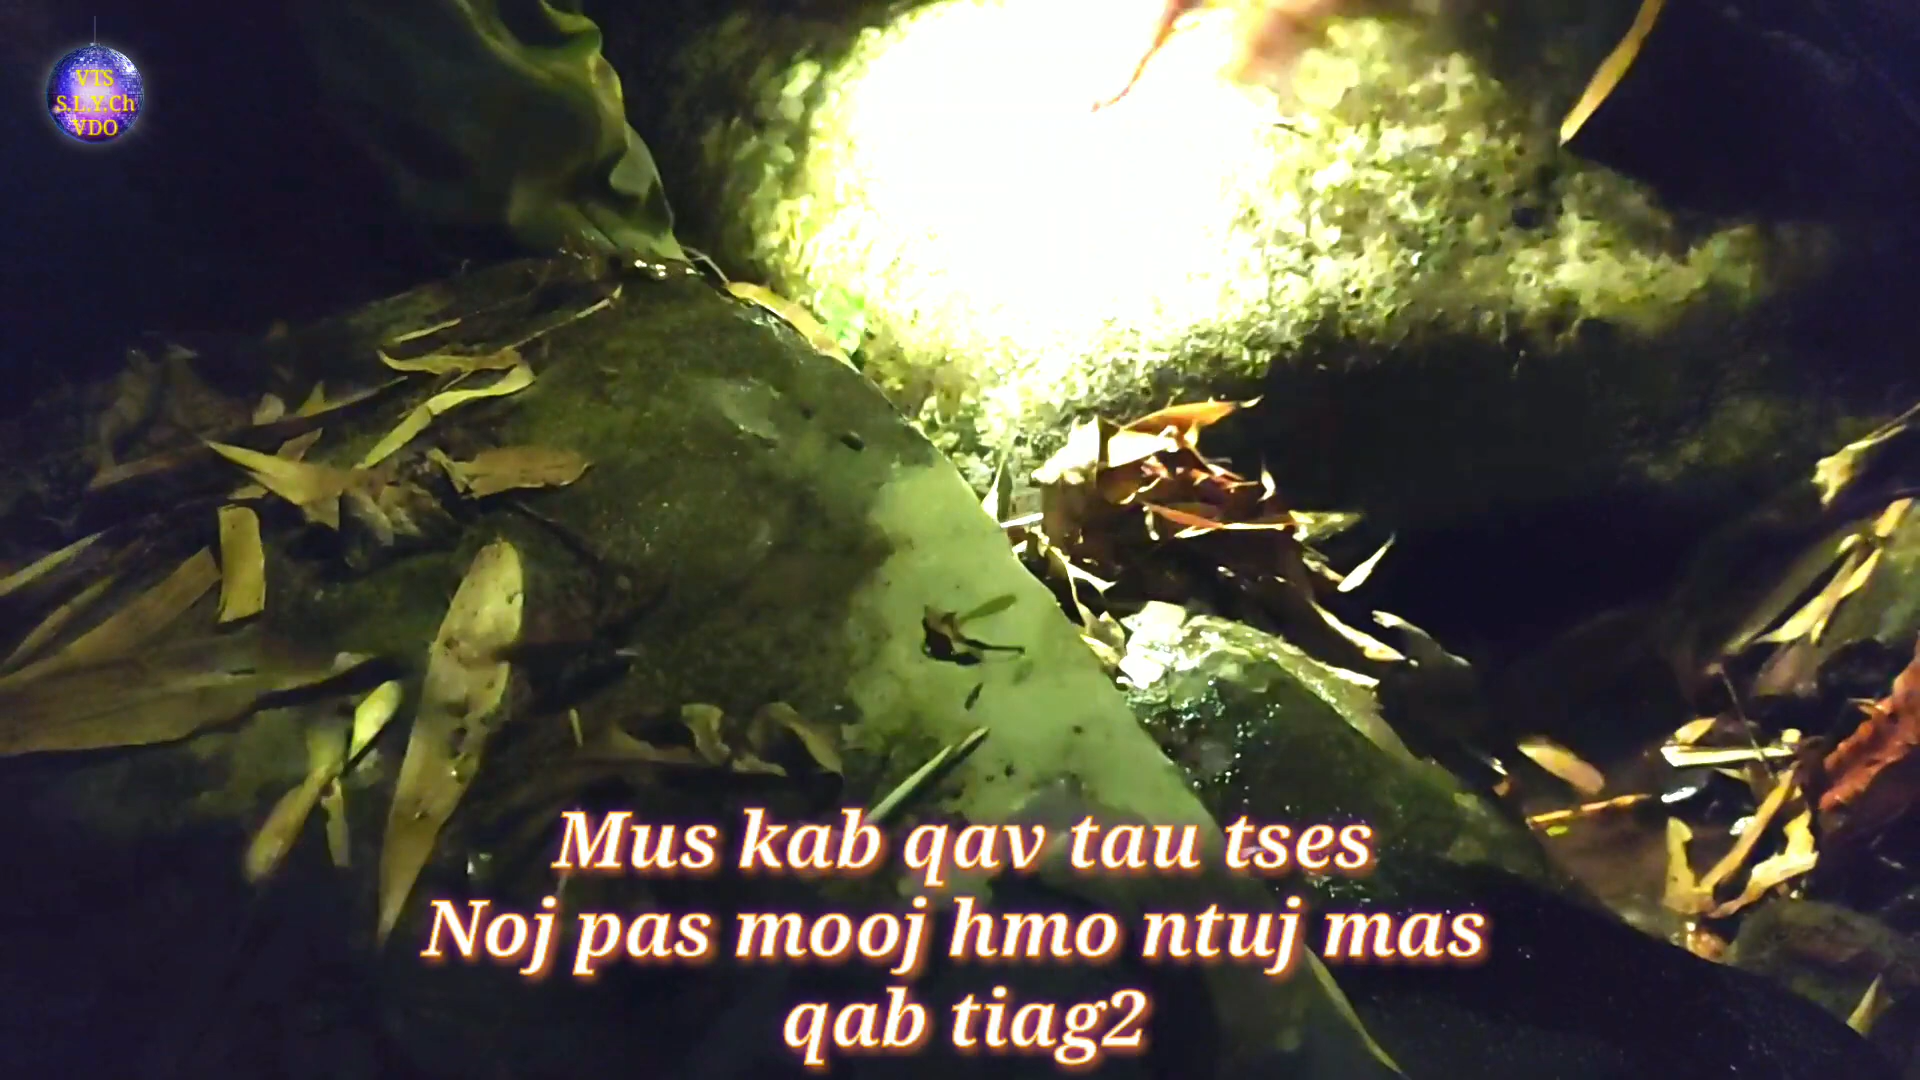 VTS
S.L.Y.Ch
VDO
Mus kab qav tau tses
Noj pas mooj hmo ntuj mas
qab tiag2